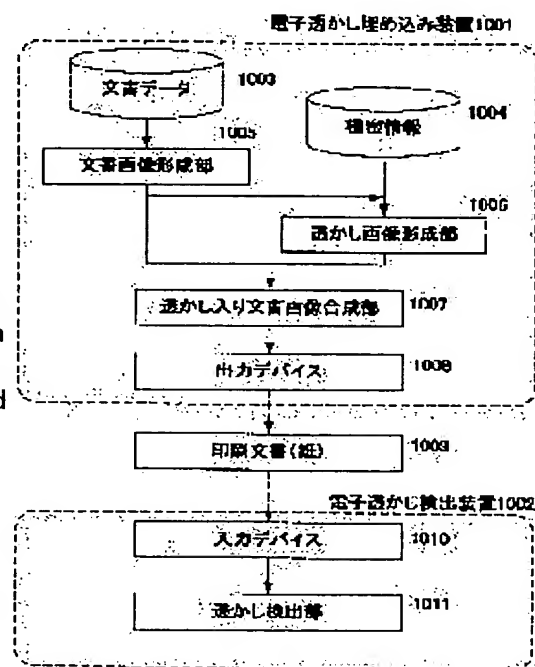 電子透かし埋め込み装置1001
文書データ
1003
機密情報
1004
1005
文書画像形成部
1006
透かし画像形成部
透かし入り文書画像合成部
1007
出力デバイス
1008
印刷文書(紙)
1009
電子透かし検出装置1002
入力デバイス
1010
透かし検出部
1011